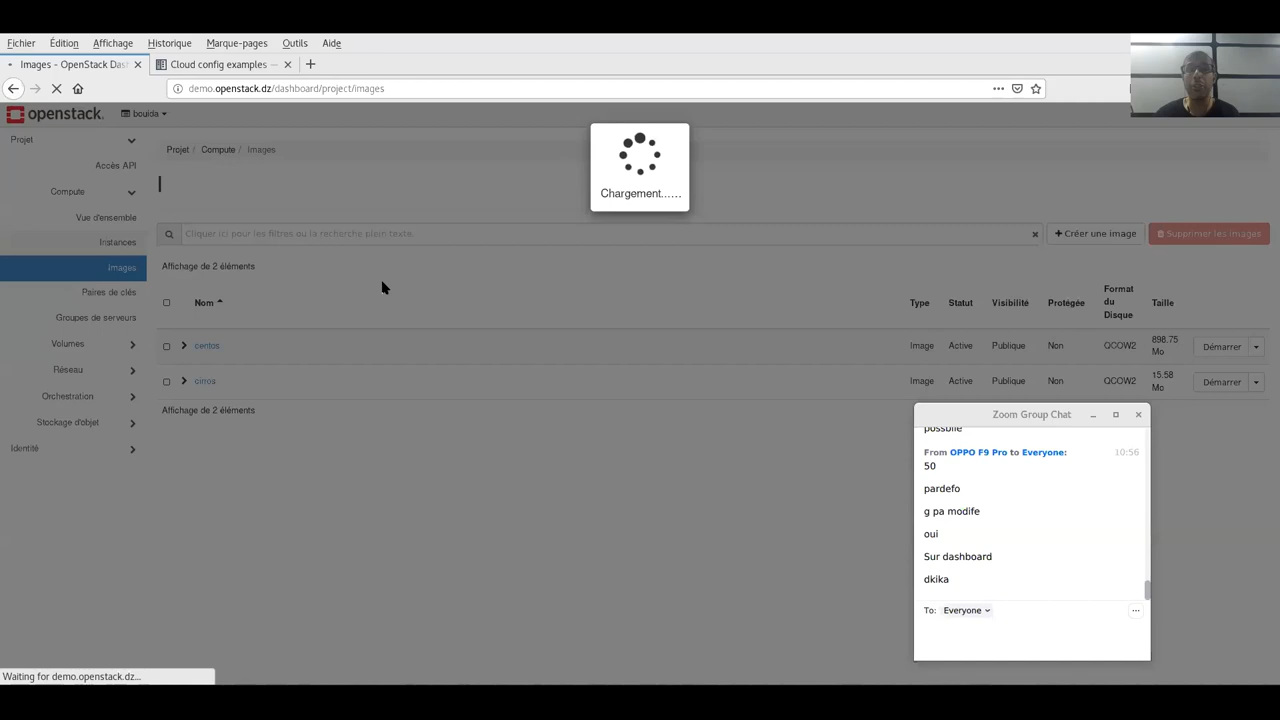 Fichier Édition Affichage Historique Marque-pages Outils Aide
Images - OpenStack Das
Cloud config examples —
demo.openstack.dz/dashboard/project/images
openstack.
bouida
Projet
Accès API
Compute
Vue d'ensemble
Instances
Images
Paires de clés
Groupes de serveurs
Volumes
Réseau
Orchestration
Stockage d'objet
Identité
Projet / Compute / Images
Chargement......
Cliquer ici pour les filtres ou la recherche plein texte.
Créer une image
Supprimer les images
Affichage de 2 éléments
Nom Type Statut Visibilité Protégée Format du Disque Taille
centos Image Active Publique Non QCOW2 898.75 Mo Démarrer
cirros Image Active Publique Non QCOW2 15.58 Mo Démarrer
Affichage de 2 éléments
Zoom Group Chat
possbile
From OPPO F9 Pro to Everyone: 10:56
50
pardefo
g pa modife
oui
Sur dashboard
dkika
To: Everyone
Waiting for demo.openstack.dz...